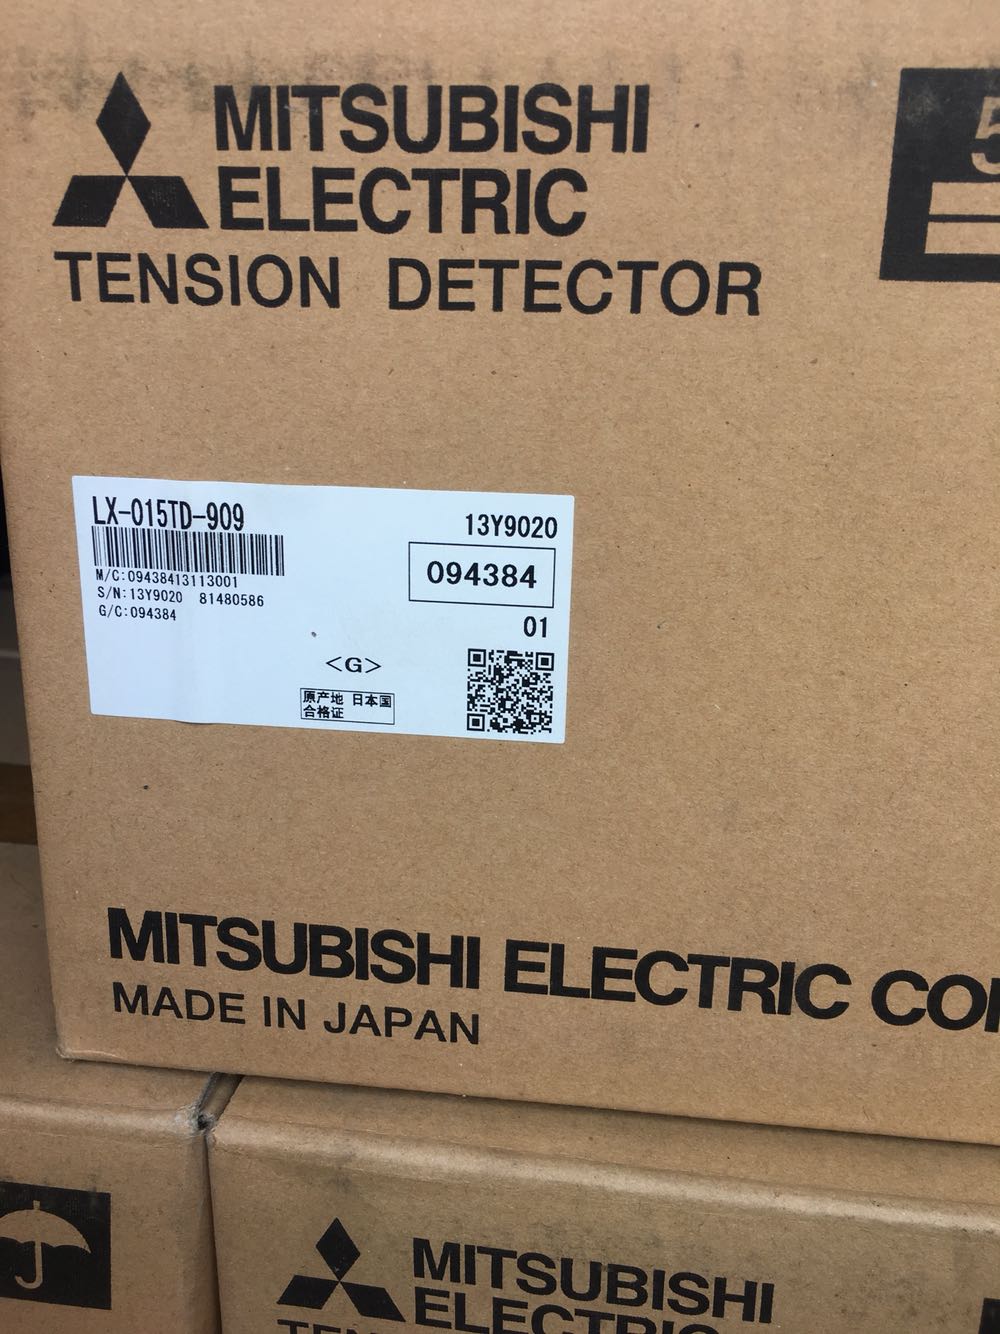 MITSUBISHI
ELECTRIC
TENSION DETECTOR
5
LX-015TD-909
13Y9020
M/C:09438413113001
094384
S/N:13Y9020 81480586
G/C:094384
01
<G>
原产地 日本国
合格证
MITSUBISHI ELECTRIC
MADE IN JAPAN
MITSUBISHI
ELECTRIC